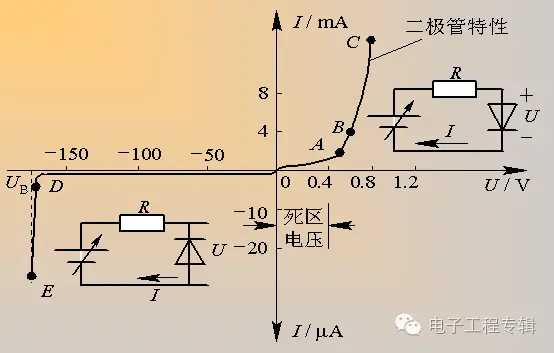 I / mA
C
二极管特性
8
R
+
B
4
U
I
−
A
−150
−100
−50
0
0.4
0.8
1.2
U / V
U_B
D
−10
死区
电压
−20
R
U
E
I
I / μA
电子工程专辑